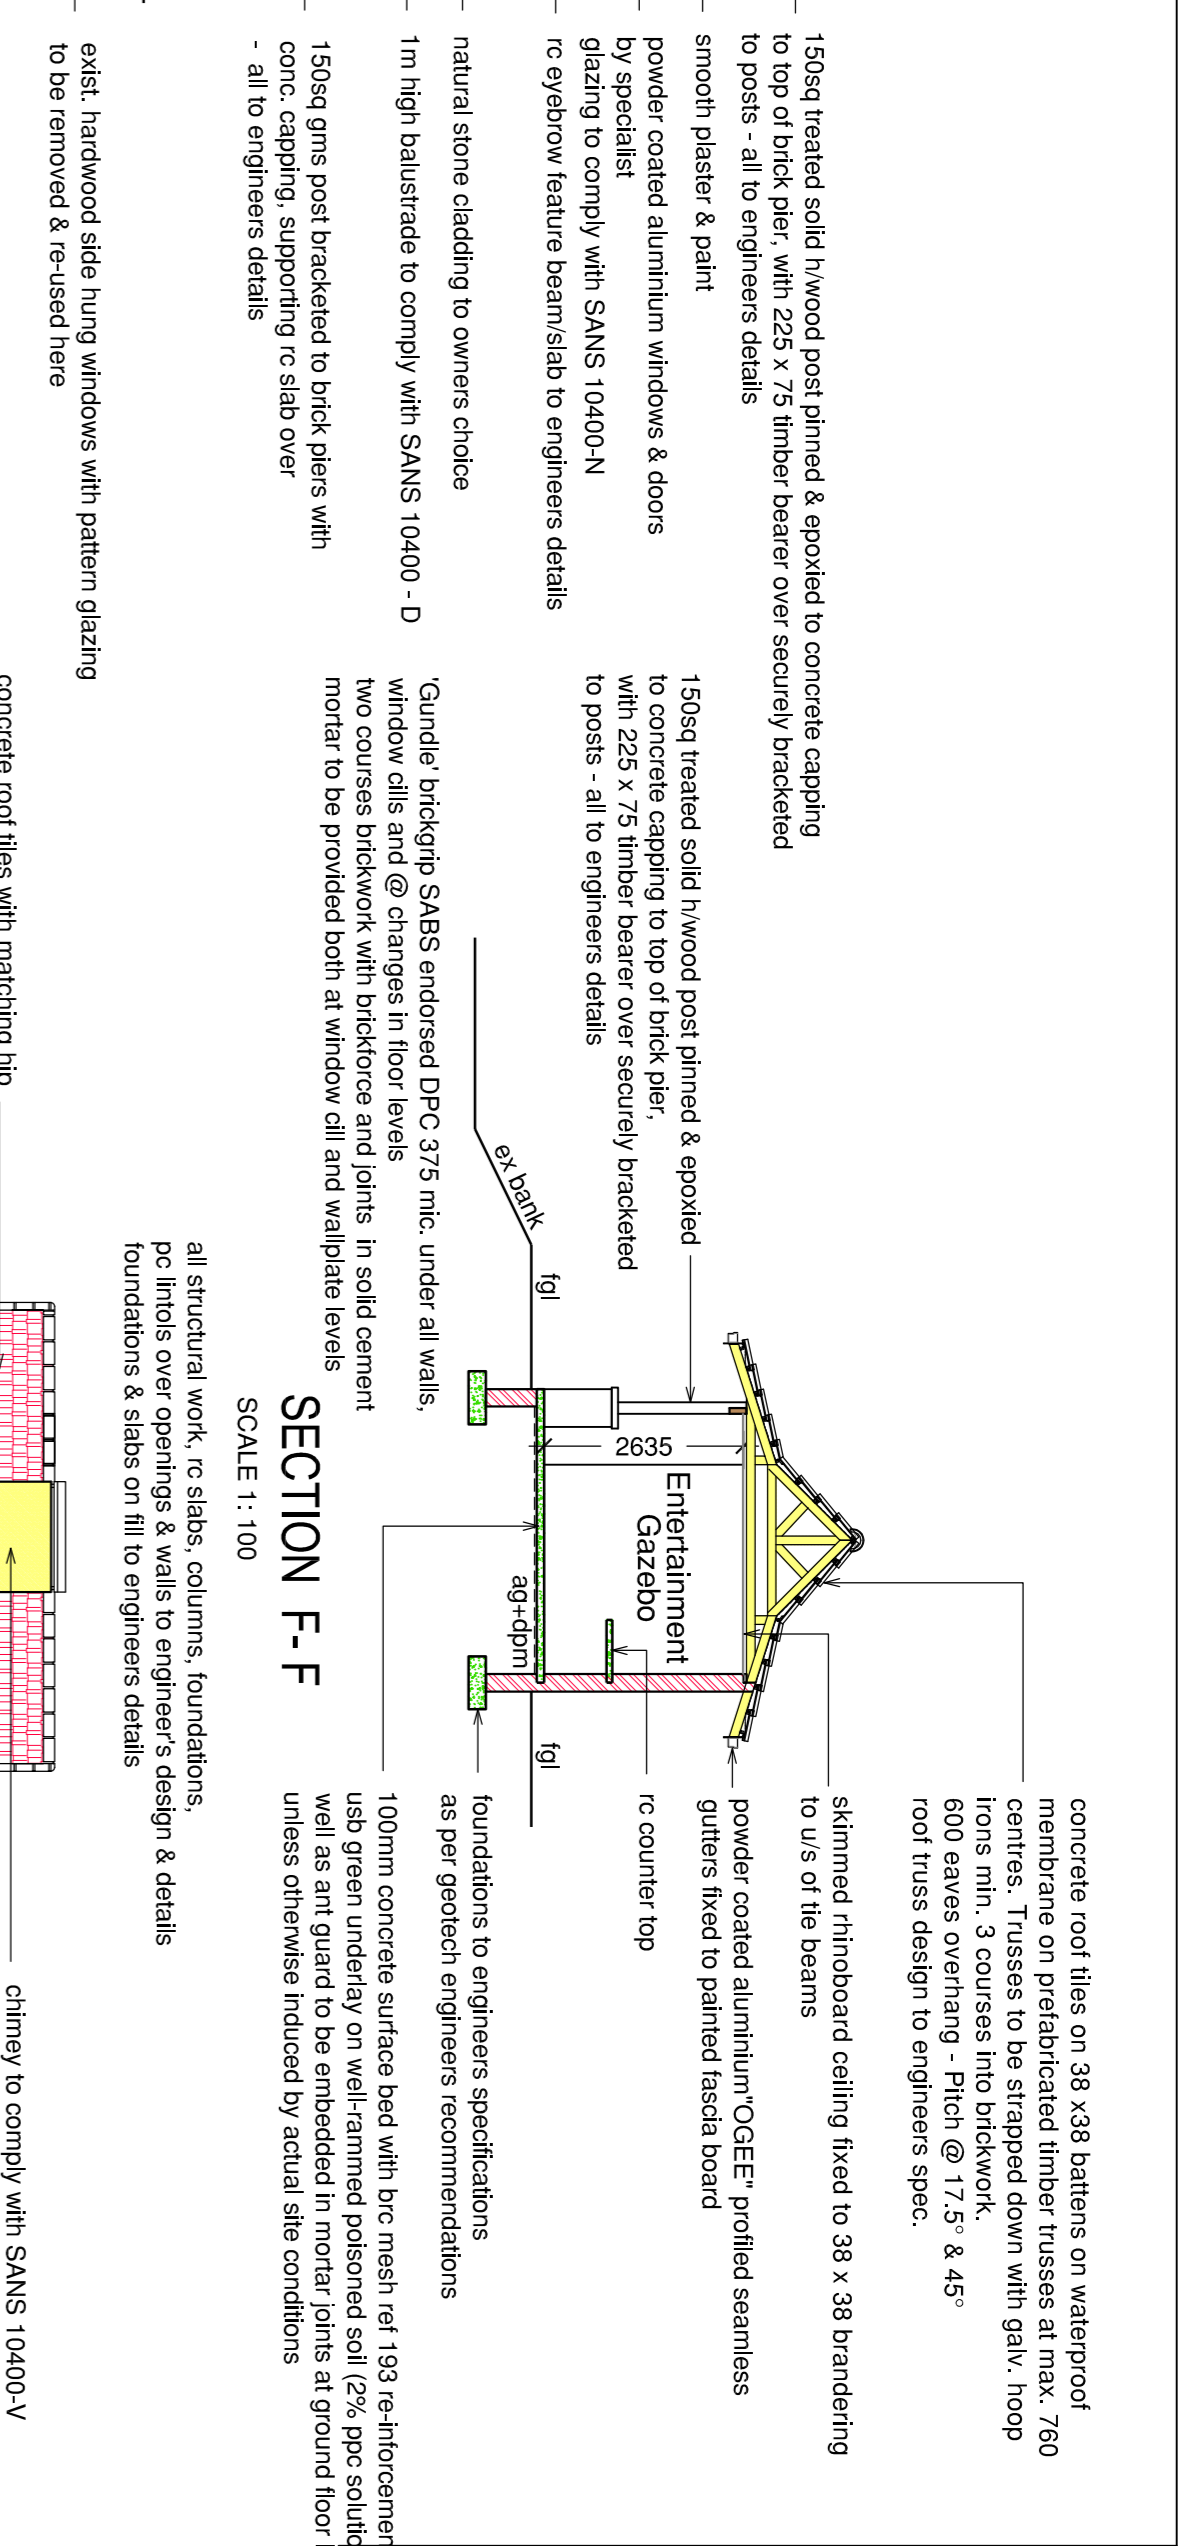 150sq treated solid h/wood post pinned & epoxied to concrete capping
to top of brick pier, with 225 x 75 timber bearer over securely bracketed
to posts - all to engineers details
smooth plaster & paint
powder coated aluminium windows & doors
by specialist
glazing to comply with SANS 10400-N
rc eyebrow feature beam/slab to engineers details
natural stone cladding to owners choice
1m high balustrade to comply with SANS 10400 - D
150sq gms post bracketed to brick piers with
conc. capping, supporting rc slab over
- all to engineers details
exist. hardwood side hung windows with pattern glazing
to be removed & re-used here
150sq treated solid h/wood post pinned & epoxied
to concrete capping to top of brick pier,
with 225 x 75 timber bearer over securely bracketed
to posts - all to engineers details
'Gundle' brickgrip SABS endorsed DPC 375 mic. under all walls,
window cills and @ changes in floor levels
two courses brickwork with brickforce and joints in solid cement
mortar to be provided both at window cill and wallplate levels
concrete roof tiles with matching hip
ex bank
fgl
2635
Entertainment
Gazebo
ag+dpm
fgl
SECTION F-F
SCALE 1:100
all structural work, rc slabs, columns, foundations,
pc lintols over openings & walls to engineer's design & details
foundations & slabs on fill to engineers details
concrete roof tiles on 38 x38 battens on waterproof
membrane on prefabricated timber trusses at max. 760
centres. Trusses to be strapped down with galv. hoop
irons min. 3 courses into brickwork.
600 eaves overhang - Pitch @ 17.5° & 45°
roof truss design to engineers spec.
skimmed rhinoboard ceiling fixed to 38 x 38 brandering
to u/s of tie beams
powder coated aluminium"OGEE" profiled seamless
gutters fixed to painted fascia board
rc counter top
foundations to engineers specifications
as per geotech engineers recommendations
100mm concrete surface bed with brc mesh ref 193 re-inforcemen
usb green underlay on well-rammed poisoned soil (2% ppc solutio
well as ant guard to be embedded in mortar joints at ground floor
unless otherwise induced by actual site conditions
chimey to comply with SANS 10400-V